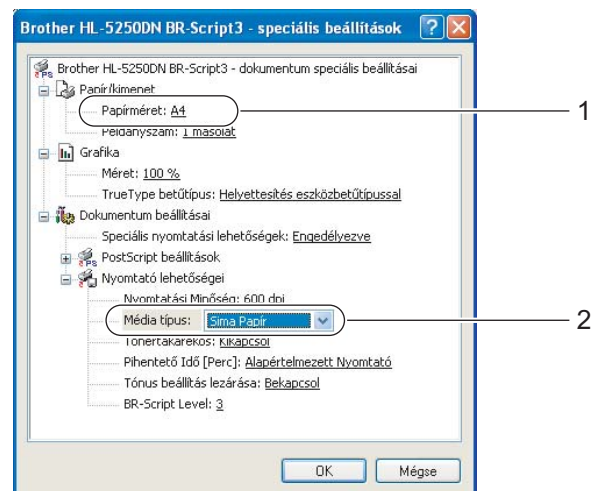 Brother HL-5250DN BR-Script3 - speciális beállítások
Brother HL-5250DN BR-Script3 - dokumentum speciális beállításai
Papír/kimenet
Papírméret: A4
1
Példányszám: 1 másolat
Grafika
Méret: 100 %
TrueType betűtípus: Helyettesítés eszközbetűtípussal
Dokumentum beállításai
Speciális nyomtatási lehetőségek: Engedélyezve
PostScript beállítások
Nyomtató lehetőségei
Nyomtatási Minőség: 600 dpi
Média típus: Sima Papír
2
Tonertakarékos: Kikapcsol
Pihentető Idő [Perc]: Alapértelmezett Nyomtató
Tónus beállítás lezárása: Bekapcsol
BR-Script Level: 3
OK Mégse